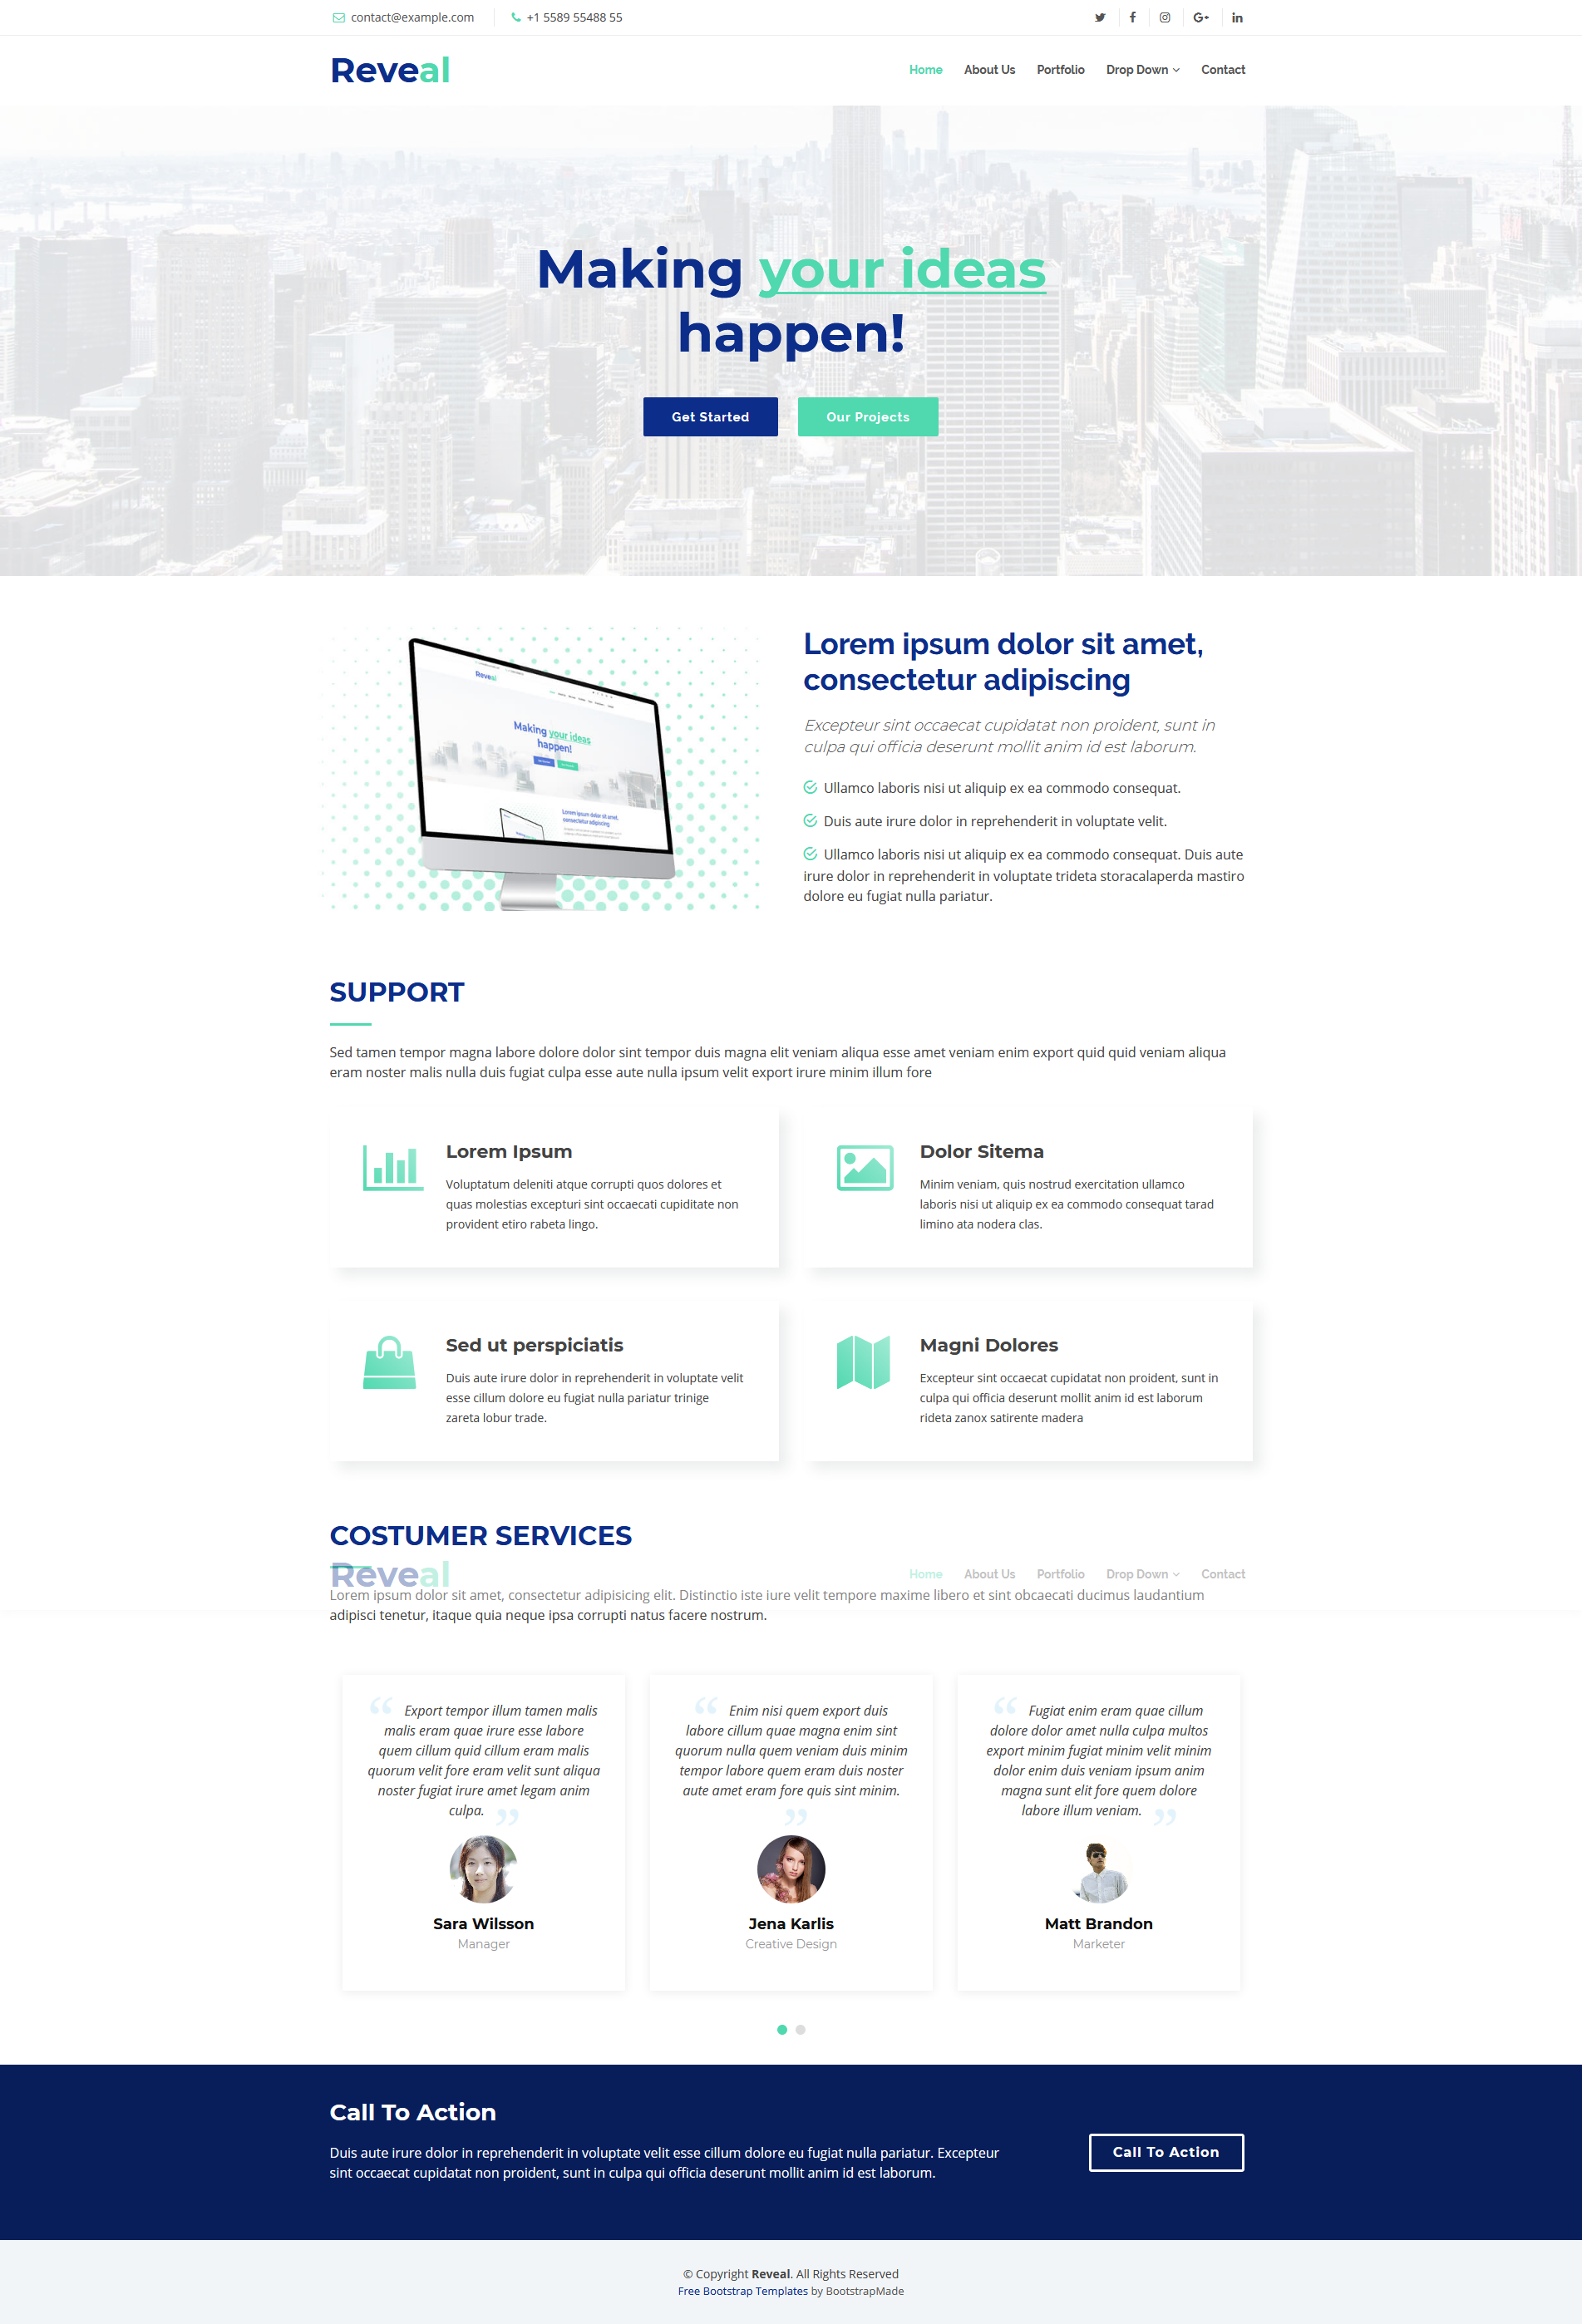 contact@example.com +1 5589 55488 55
Reveal
Home About Us Portfolio Drop Down Contact
Making your ideas
happen!
Get Started Our Projects
Reveal
Making your ideas
happen!
Lorem ipsum dolor sit amet,
consectetur adipiscing
Lorem ipsum dolor sit amet,
consectetur adipiscing
Excepteur sint occaecat cupidatat non proident, sunt in
culpa qui officia deserunt mollit anim id est laborum.
Ullamco laboris nisi ut aliquip ex ea commodo consequat.
Duis aute irure dolor in reprehenderit in voluptate velit.
Ullamco laboris nisi ut aliquip ex ea commodo consequat. Duis aute
irure dolor in reprehenderit in voluptate trideta storacalaperda mastiro
dolore eu fugiat nulla pariatur.
SUPPORT
Sed tamen tempor magna labore dolore dolor sint tempor duis magna elit veniam aliqua esse amet veniam enim export quid quid veniam aliqua
eram noster malis nulla duis fugiat culpa esse aute nulla ipsum velit export irure minim illum fore
Lorem Ipsum
Voluptatum deleniti atque corrupti quos dolores et
quas molestias excepturi sint occaecati cupiditate non
provident etiro rabeta lingo.
Dolor Sitema
Minim veniam, quis nostrud exercitation ullamco
laboris nisi ut aliquip ex ea commodo consequat tarad
limino ata nodera clas.
Sed ut perspiciatis
Duis aute irure dolor in reprehenderit in voluptate velit
esse cillum dolore eu fugiat nulla pariatur trinige
zareta lobur trade.
Magni Dolores
Excepteur sint occaecat cupidatat non proident, sunt in
culpa qui officia deserunt mollit anim id est laborum
rideta zanox satirente madera
COSTUMER SERVICES
Reveal
Home About Us Portfolio Drop Down Contact
Lorem ipsum dolor sit amet, consectetur adipisicing elit. Distinctio iste iure velit tempore maxime libero et sint obcaecati ducimus laudantium
adipisci tenetur, itaque quia neque ipsa corrupti natus facere nostrum.
“ Export tempor illum tamen malis
malis eram quae irure esse labore
quem cillum quid cillum eram malis
quorum velit fore eram velit sunt aliqua
noster fugiat irure amet legam anim
culpa. ”
Sara Wilsson
Manager
“ Enim nisi quem export duis
labore cillum quae magna enim sint
quorum nulla quem veniam duis minim
tempor labore quem eram duis noster
aute amet eram fore quis sint minim.
”
Jena Karlis
Creative Design
“ Fugiat enim eram quae cillum
dolore dolor amet nulla culpa multos
export minim fugiat minim velit minim
dolor enim duis veniam ipsum anim
magna sunt elit fore quem dolore
labore illum veniam. ”
Matt Brandon
Marketer
Call To Action
Duis aute irure dolor in reprehenderit in voluptate velit esse cillum dolore eu fugiat nulla pariatur. Excepteur
sint occaecat cupidatat non proident, sunt in culpa qui officia deserunt mollit anim id est laborum.
Call To Action
© Copyright Reveal. All Rights Reserved
Free Bootstrap Templates by BootstrapMade